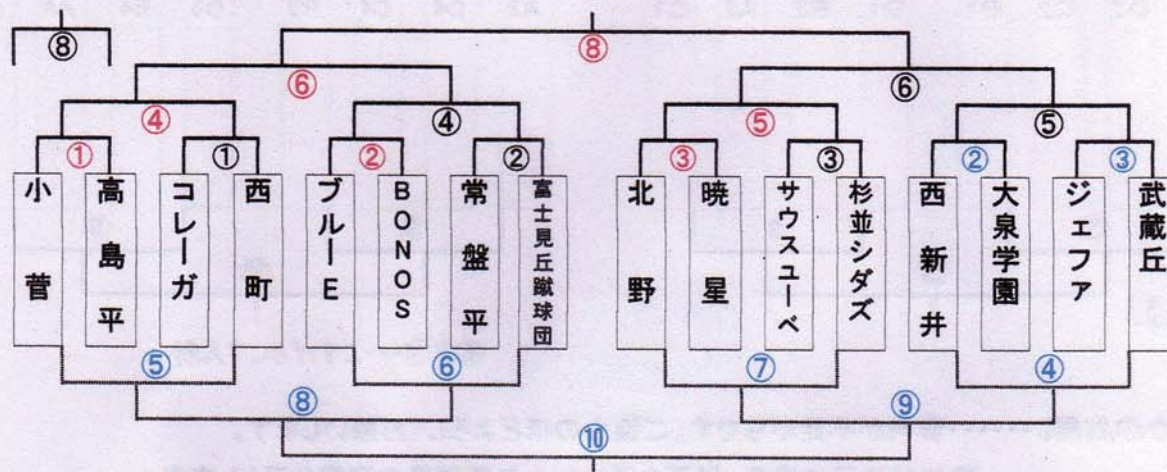 ⑧
⑧
⑥
⑥
④
④
⑤
⑤
①
①
②
②
③
③
②
③
小菅
高島平
コレーガ
西町
ブルーE
BONOS
常盤平
富士見丘蹴球団
北野
暁星
サウスユーベ
杉並シダズ
西新井
大泉学園
ジェファ
武蔵丘
⑤
⑥
⑦
④
⑧
⑨
⑩